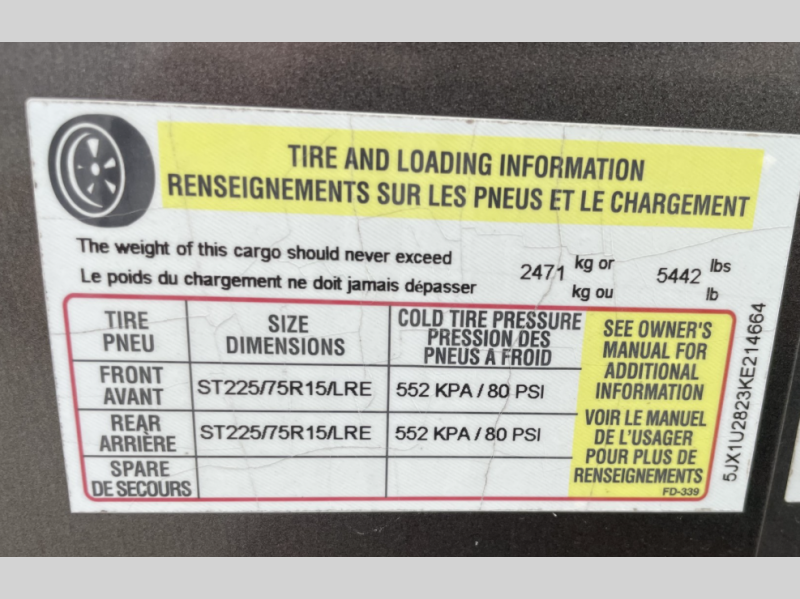 TIRE AND LOADING INFORMATION
RENSEIGNEMENTS SUR LES PNEUS ET LE CHARGEMENT
The weight of this cargo should never exceed 2471 kg or 5442 lbs
Le poids du chargement ne doit jamais dépasser kg ou lb
TIRE PNEU
SIZE DIMENSIONS
COLD TIRE PRESSURE
PRESSION DES
PNEUS A FROID
FRONT AVANT
ST225/75R15/LRE
552 KPA / 80 PSI
REAR ARRIÈRE
ST225/75R15/LRE
552 KPA / 80 PSI
SPARE
DE SECOURS
SEE OWNER'S
MANUAL FOR
ADDITIONAL
INFORMATION
VOIR LE MANUEL
DE L'USAGER
POUR PLUS DE
RENSEIGNEMENTS
FD-339
5JX1U2823KE214664